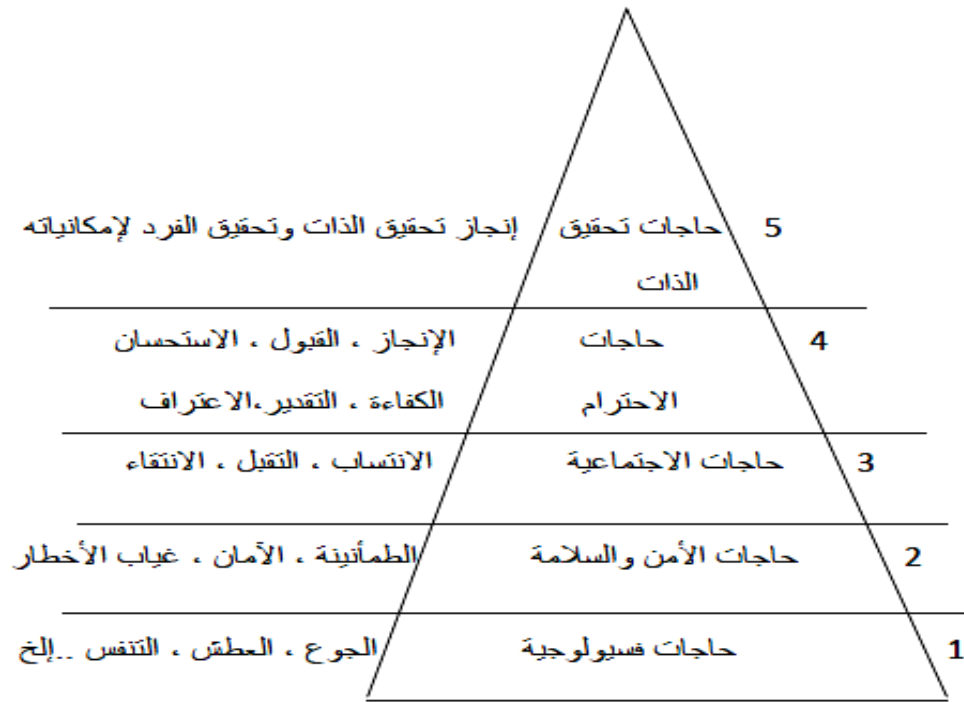 5 حاجات تحقيق إنجاز تحقيق الذات وتحقيق الفرد لإمكانياته
الذات
4 حاجات الإنجاز ، القبول ، الاستحسان
الاحترام الكفاءة ، التقدير ،الاعتراف
3 حاجات الاجتماعية الانتساب ، التقبل ، الانتقاء
2 حاجات الأمن والسلامة الطمأنينة ، الآمان ، غياب الأخطار
1 حاجات فسيولوجية الجوع ، العطش ، التنفس ..إلخ